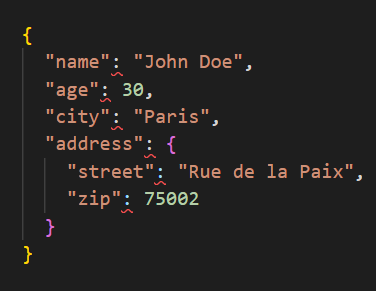 {
"name": "John Doe",
"age": 30,
"city": "Paris",
"address": {
"street": "Rue de la Paix",
"zip": 75002
}
}